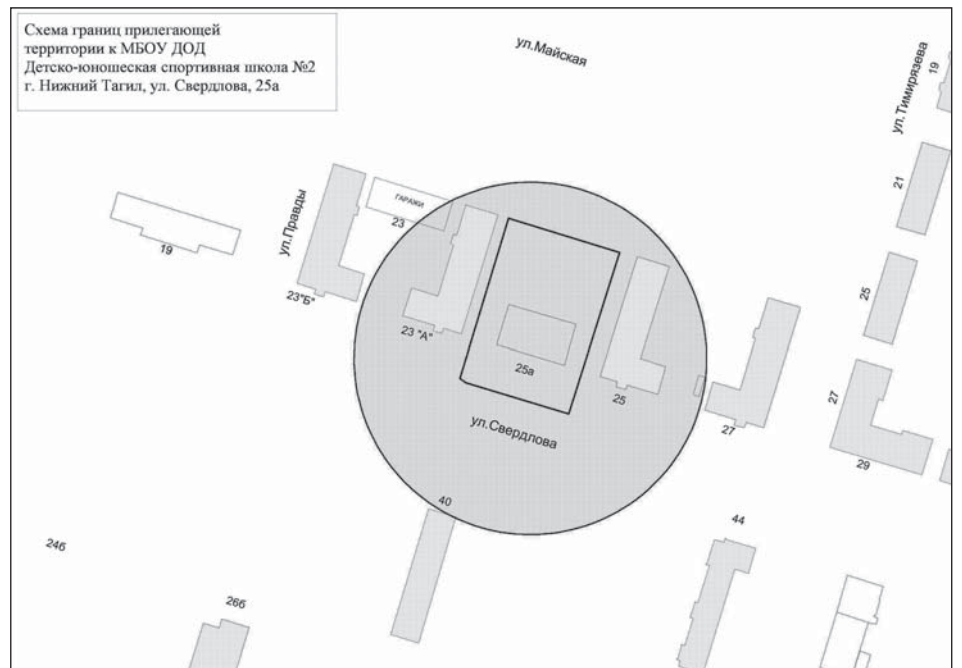 Схема границ прилегающей
территории к МБОУ ДОД
Детско-юношеская спортивная школа №2
г. Нижний Тагил, ул. Свердлова, 25а
ул.Майская
ул.Тимирязева
19
21
ул.Правды
ГАРАЖИ
23
19
25
23"Б"
23 "А"
25а
25
27
27
ул.Свердлова
29
40
44
24б
26б